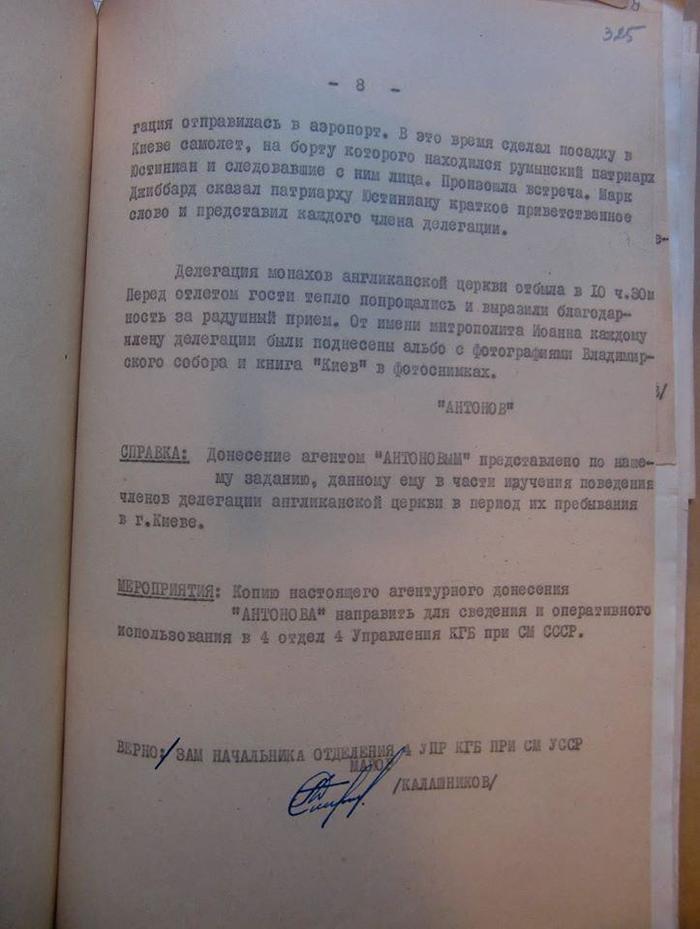 325
- 8 -
гация отправилась в аэропорт. В это время сделал посадку в
Киеве самолет, на борту которого находился румынский патриарх
Юстиниан и следовавшие с ним лица. Произошла встреча. Марк
Джиббард сказал патриарху Юстиниану краткое приветственное
слово и представил каждого члена делегации.
Делегация монахов англиканской церкви отбыла в 10 ч.30м
Перед отлетом гости тепло попрощались и выразили благодар-
ность за радушный прием. От имени митрополита Иоанна каждому
члену делегации были поднесены альбо с фотографиями Владимир-
ского собора и книга "Киев" в фотоснимках.
"АНТОНОВ"
СПРАВКА: Донесение агентом "АНТОНОВЫМ" представлено по наше-
му заданию, данному ему в части изучения поведения
членов делегации англиканской церкви в период их пребывания
в г.Киеве.
МЕРОПРИЯТИЯ: Копию настоящего агентурного донесения
"АНТОНОВА" направить для сведения и оперативного
использования в 4 отдел 4 Управления КГБ при СМ СССР.
ВЕРНО: ЗАМ НАЧАЛЬНИКА ОТДЕЛЕНИЯ 4 УПР КГБ ПРИ СМ УССР
МАЙОР
/КАЛАШНИКОВ/